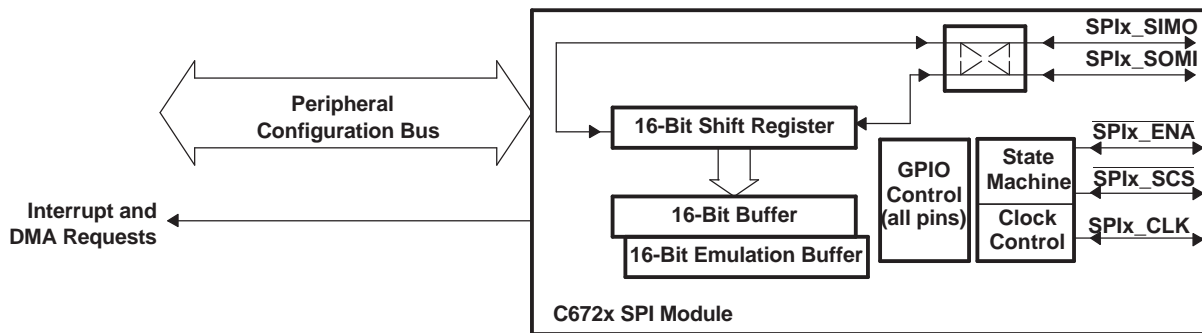 SPIx_SIMO
SPIx_SOMI
Peripheral
Configuration Bus
16-Bit Shift Register
SPIx_ENA
GPIO
Control
(all pins)
State
Machine
SPIx_SCS
Interrupt and
DMA Requests
16-Bit Buffer
Clock
Control
SPIx_CLK
16-Bit Emulation Buffer
C672x SPI Module